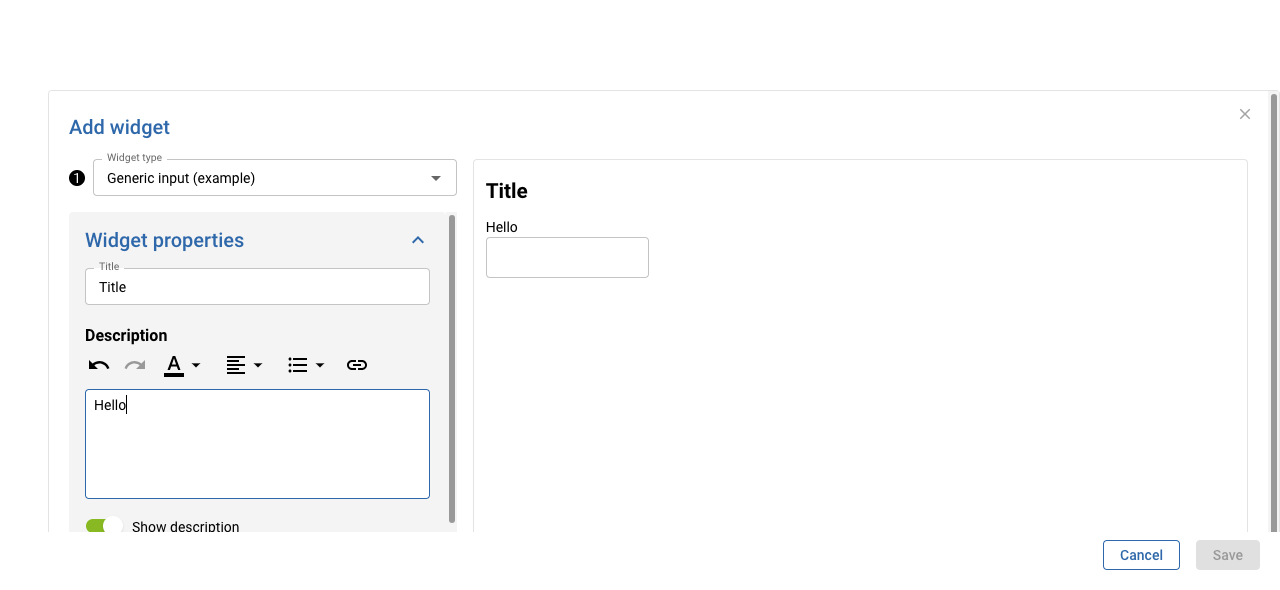 Add widget
Widget type
1
Generic input (example)
Widget properties
Title
Title
Description
A
Hello
Show description
Title
Hello
Cancel
Save